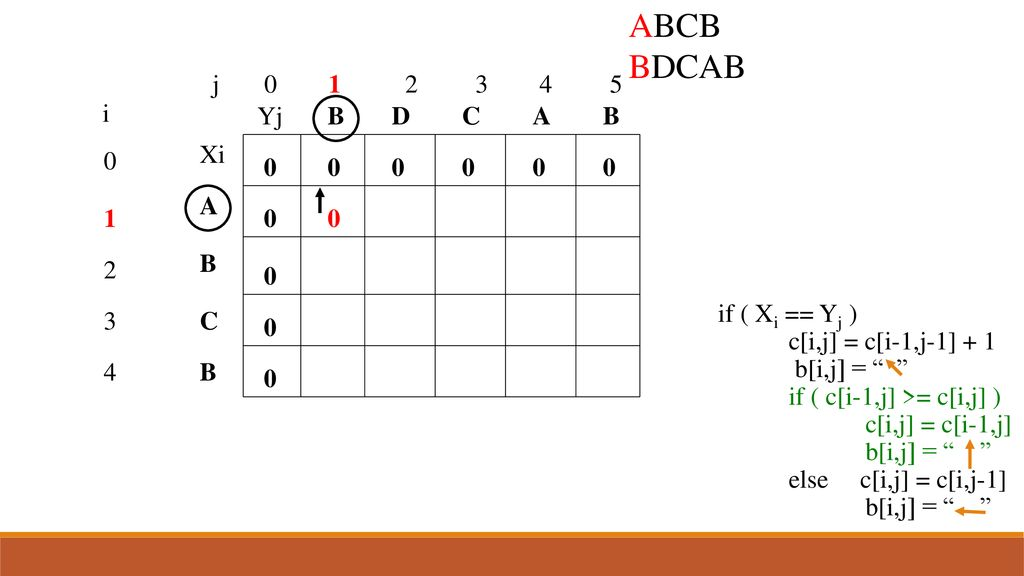 ABCB
BDCAB
j 0 1 2 3 4 5
i Yj B D C A B
0 Xi 0 0 0 0 0 0
1 A 0 0
2 B 0
3 C 0
4 B 0
if ( Xi == Yj )
c[i,j] = c[i-1,j-1] + 1
b[i,j] = “ ”
if ( c[i-1,j] >= c[i,j] )
c[i,j] = c[i-1,j]
b[i,j] = “ ”
else c[i,j] = c[i,j-1]
b[i,j] = “ ”